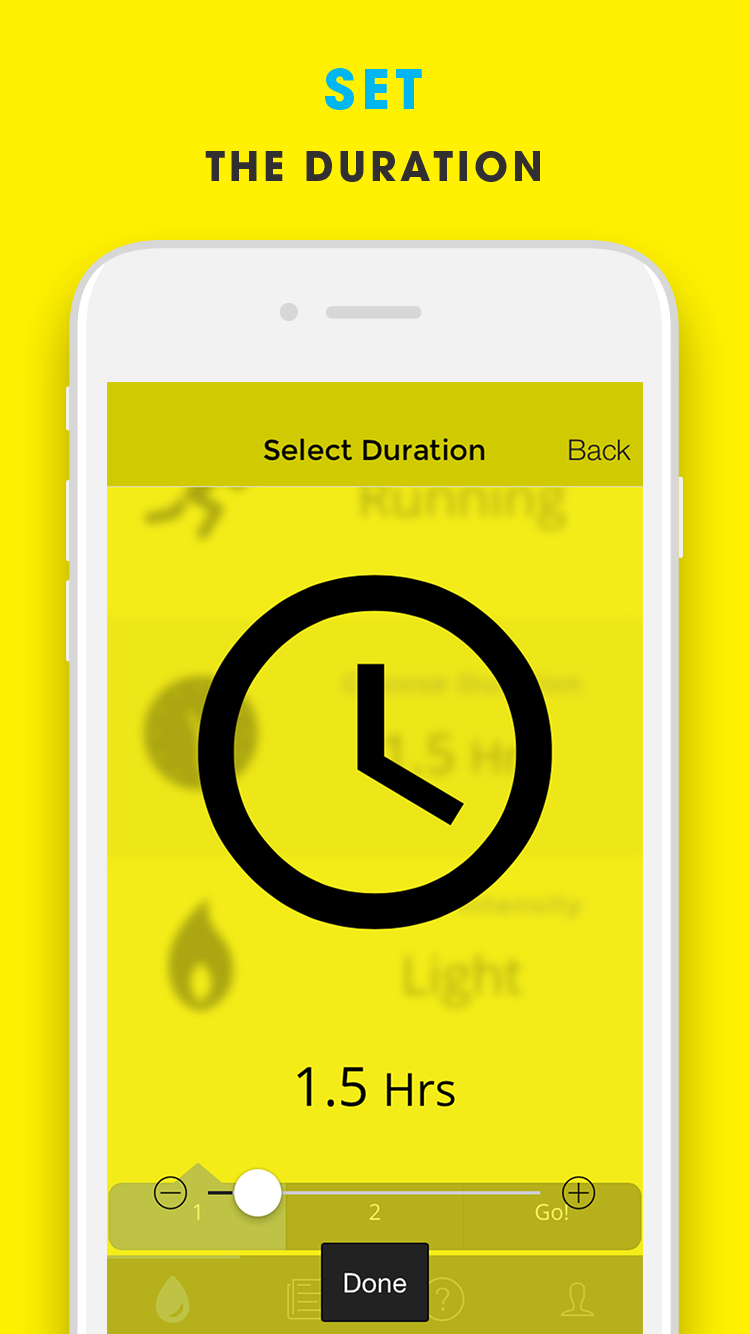 SET
THE DURATION
Select Duration
Back
Running
Choose Duration
1.5 Hrs
Intensity
Light
1.5 Hrs
1
2
Go!
Done
?